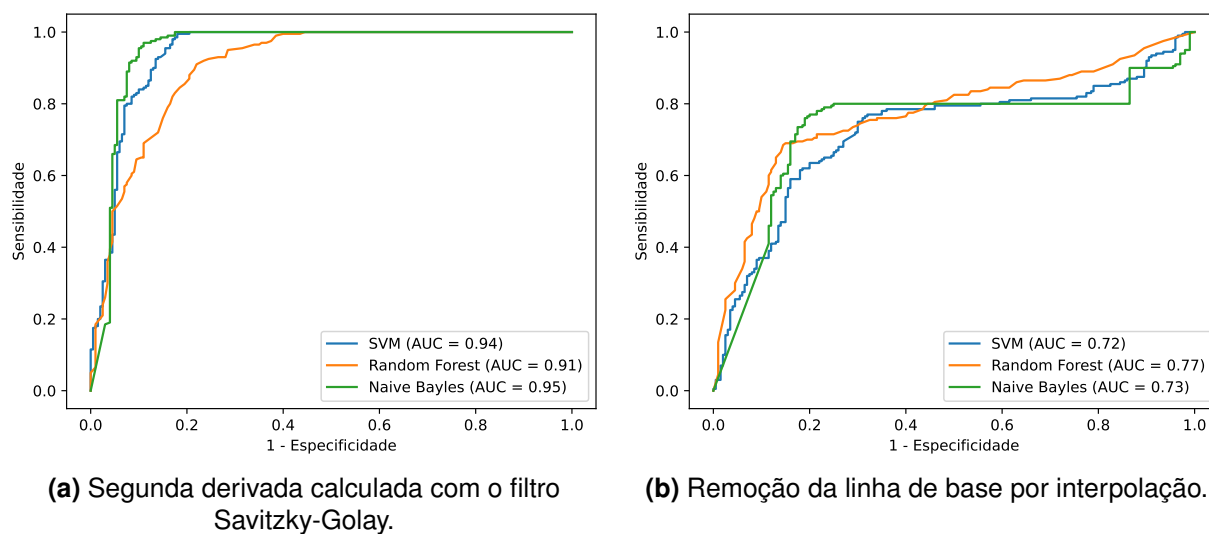 1.0
0.8
0.6
0.4
0.2
0.0
Sensibilidade
0.0 0.2 0.4 0.6 0.8 1.0
1 - Especificidade
SVM (AUC = 0.94)
Random Forest (AUC = 0.91)
Naive Bayles (AUC = 0.95)
(a) Segunda derivada calculada com o filtro
Savitzky-Golay.
1.0
0.8
0.6
0.4
0.2
0.0
Sensibilidade
0.0 0.2 0.4 0.6 0.8 1.0
1 - Especificidade
SVM (AUC = 0.72)
Random Forest (AUC = 0.77)
Naive Bayles (AUC = 0.73)
(b) Remoção da linha de base por interpolação.